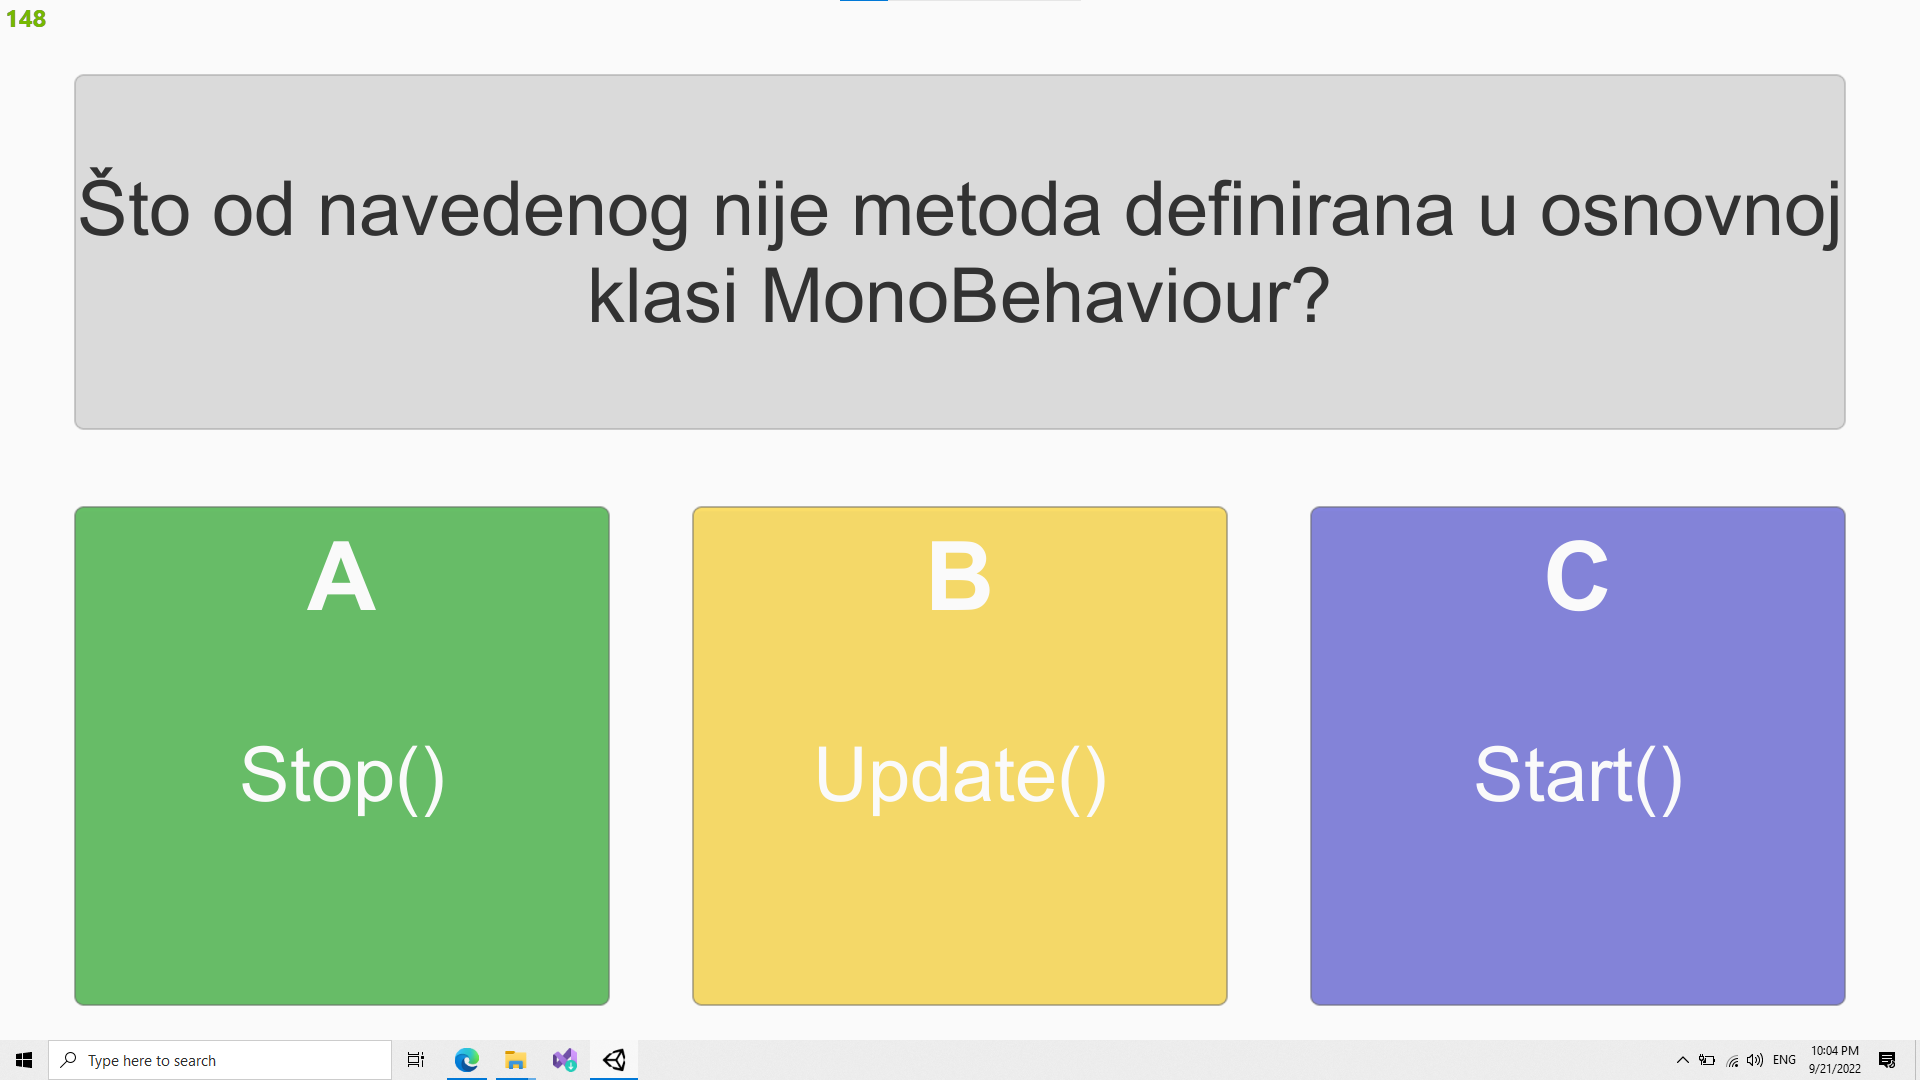 148
Što od navedenog nije metoda definirana u osnovnoj
klasi MonoBehaviour?
A
Stop()
B
Update()
C
Start()
Type here to search
ENG
10:04 PM
9/21/2022